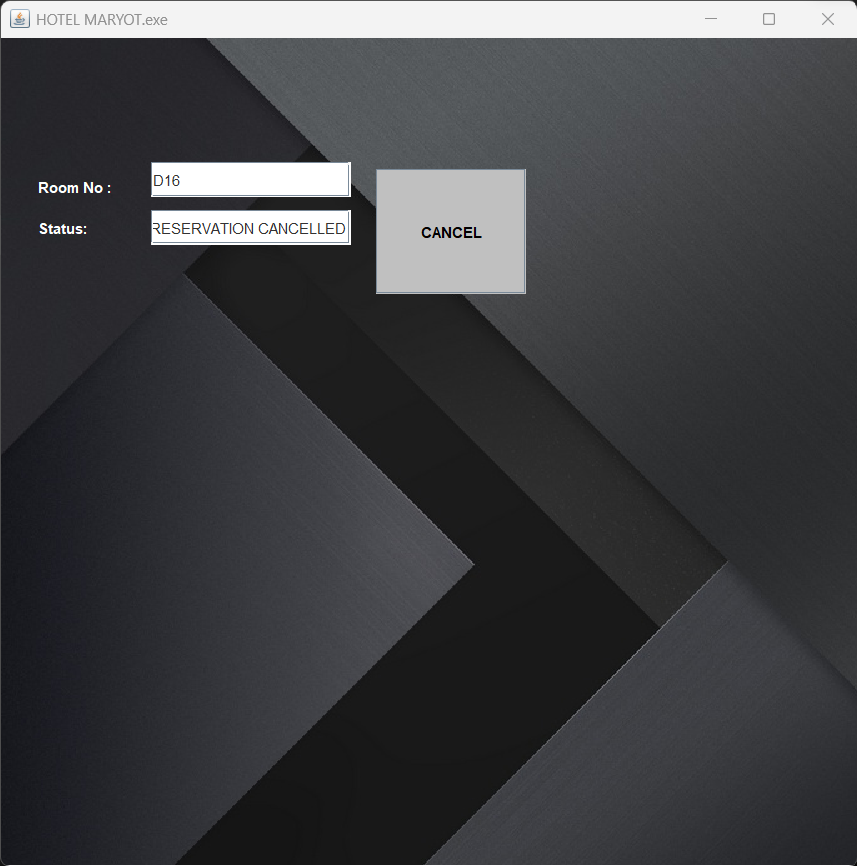 HOTEL MARYOT.exe
Room No :
D16
Status:
RESERVATION CANCELLED
CANCEL